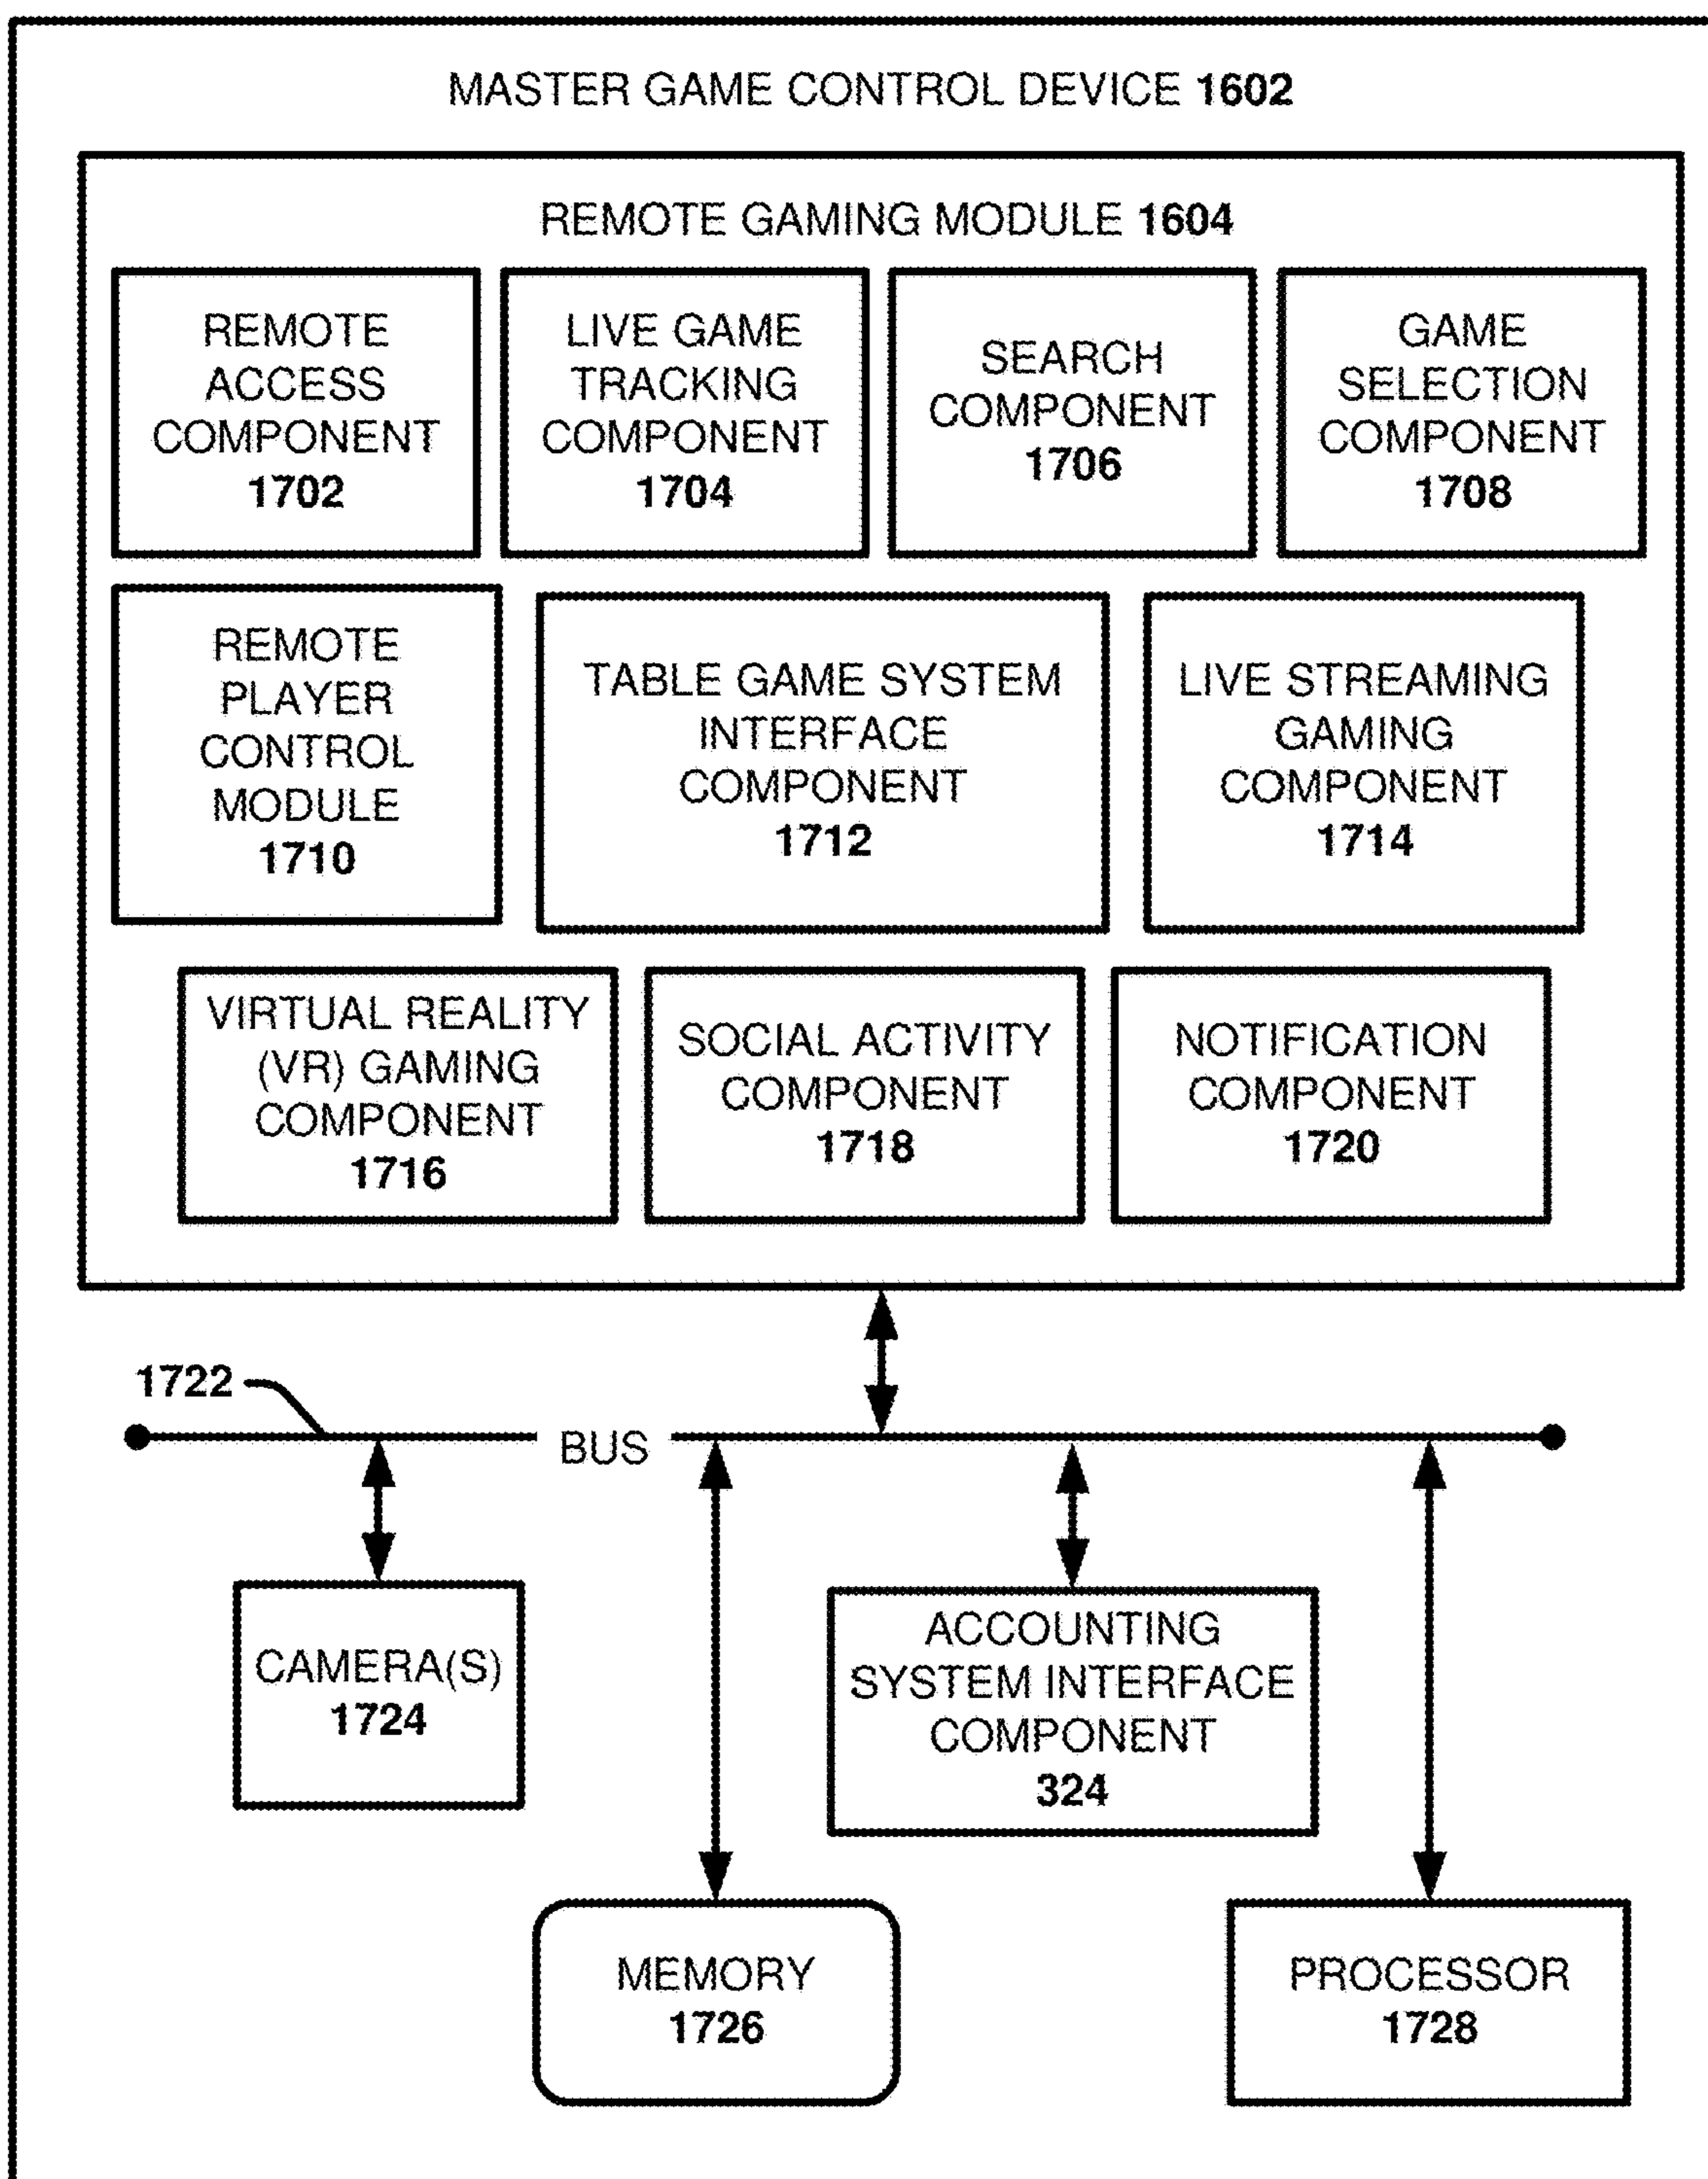 MASTER GAME CONTROL DEVICE 1602
REMOTE GAMING MODULE 1604
REMOTE
ACCESS
COMPONENT
1702
LIVE GAME
TRACKING
COMPONENT
1704
SEARCH
COMPONENT
1706
GAME
SELECTION
COMPONENT
1708
REMOTE
PLAYER
CONTROL
MODULE
1710
TABLE GAME SYSTEM
INTERFACE
COMPONENT
1712
LIVE STREAMING
GAMING
COMPONENT
1714
VIRTUAL REALITY
(VR) GAMING
COMPONENT
1716
SOCIAL ACTIVITY
COMPONENT
1718
NOTIFICATION
COMPONENT
1720
1722
BUS
CAMERA(S)
1724
ACCOUNTING
SYSTEM INTERFACE
COMPONENT
324
MEMORY
1726
PROCESSOR
1728